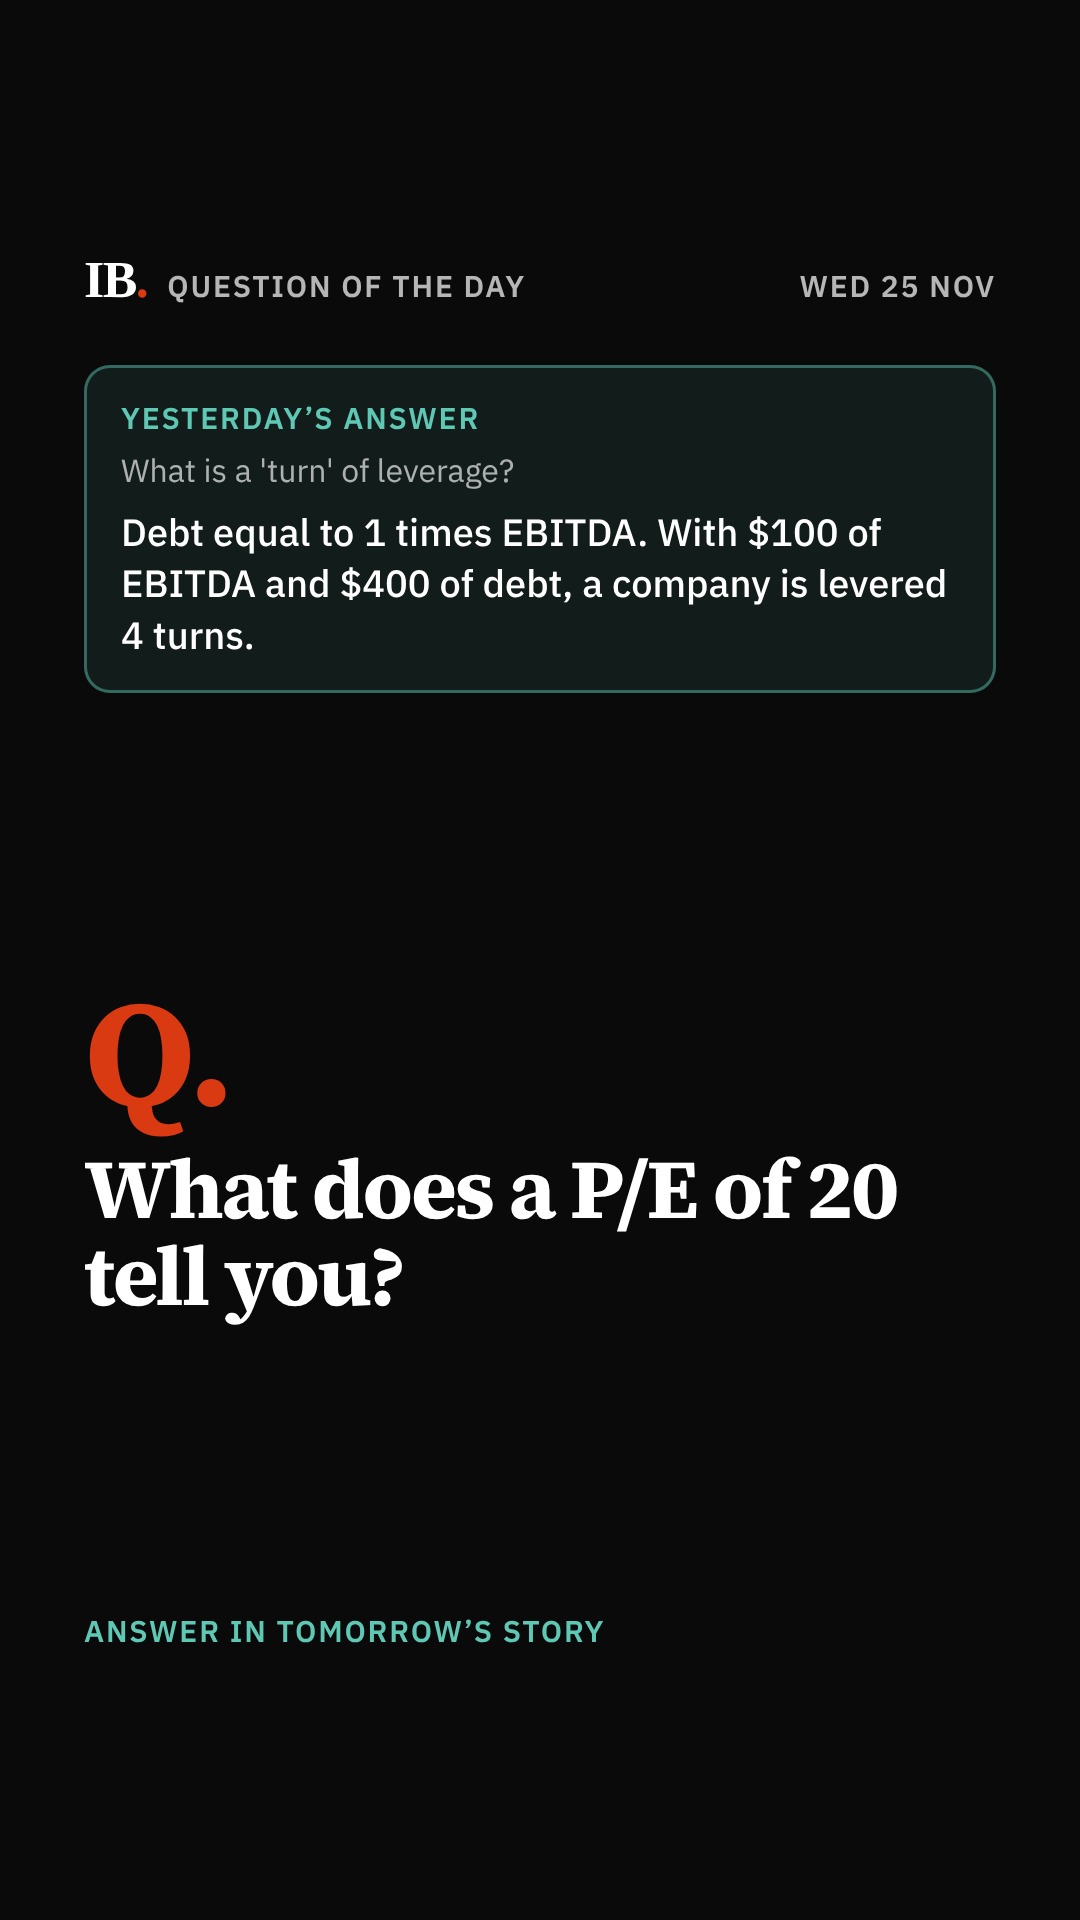 IB. QUESTION OF THE DAY WED 25 NOV
YESTERDAY’S ANSWER
What is a 'turn' of leverage?
Debt equal to 1 times EBITDA. With $100 of
EBITDA and $400 of debt, a company is levered
4 turns.
Q.
What does a P/E of 20
tell you?
ANSWER IN TOMORROW’S STORY